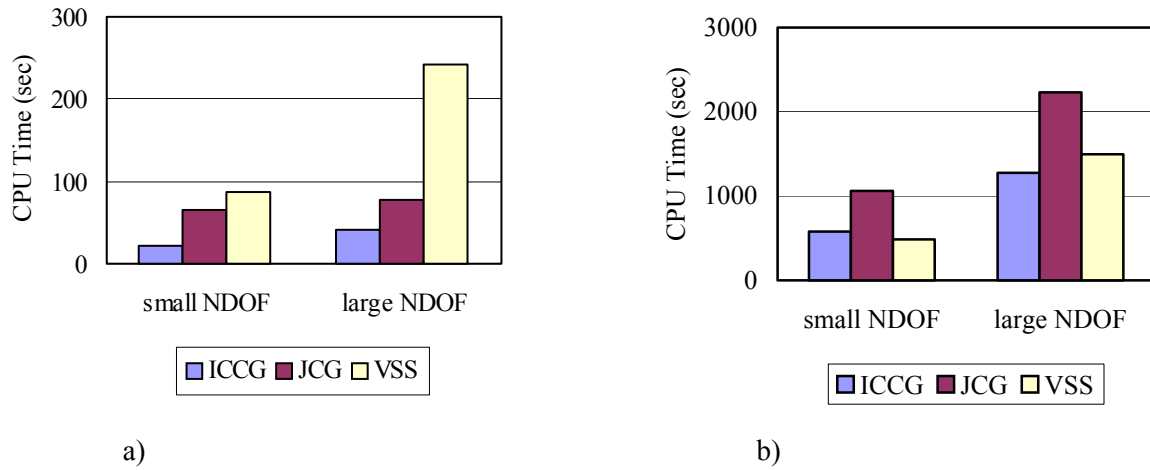 300
200
100
0
CPU Time (sec)
small NDOF
large NDOF
ICCG JCG VSS
a)
3000
2000
1000
0
CPU Time (sec)
small NDOF
large NDOF
ICCG JCG VSS
b)